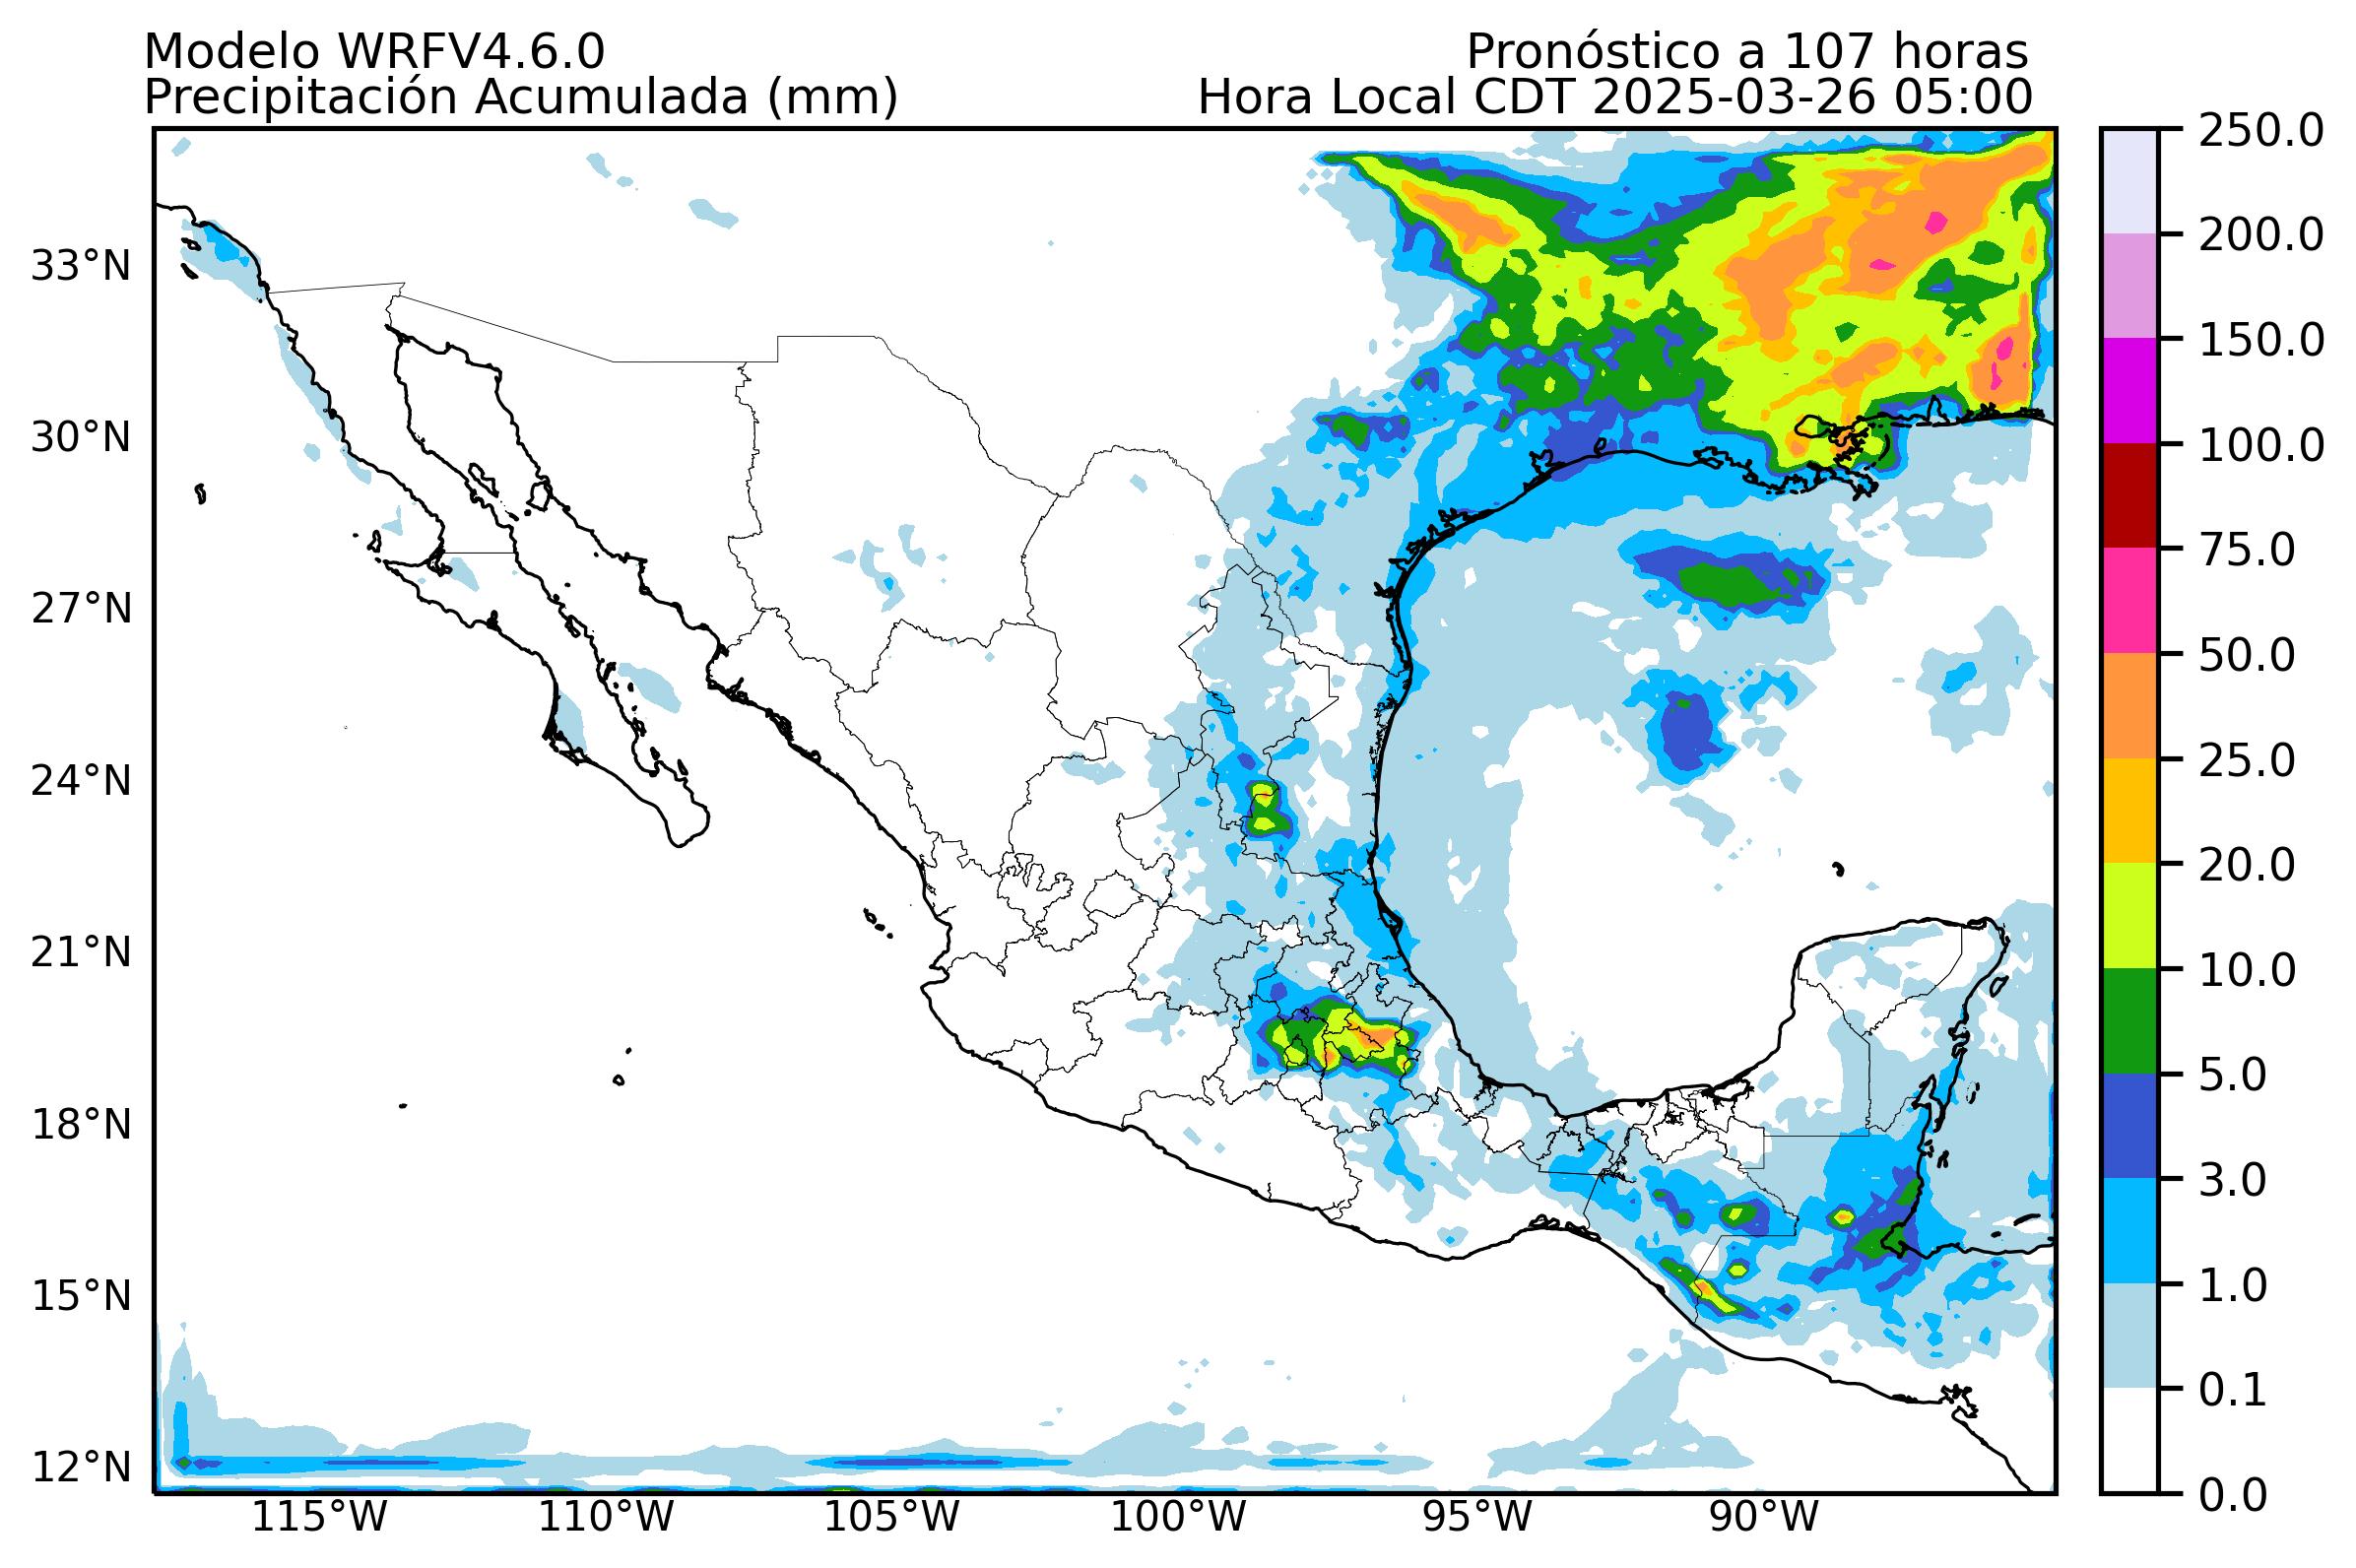 Modelo WRFV4.6.0
Pronóstico a 107 horas
Precipitación Acumulada (mm)
Hora Local CDT 2025-03-26 05:00
33°N
30°N
27°N
24°N
21°N
18°N
15°N
12°N
115°W
110°W
105°W
100°W
95°W
90°W
250.0
200.0
150.0
100.0
75.0
50.0
25.0
20.0
10.0
5.0
3.0
1.0
0.1
0.0